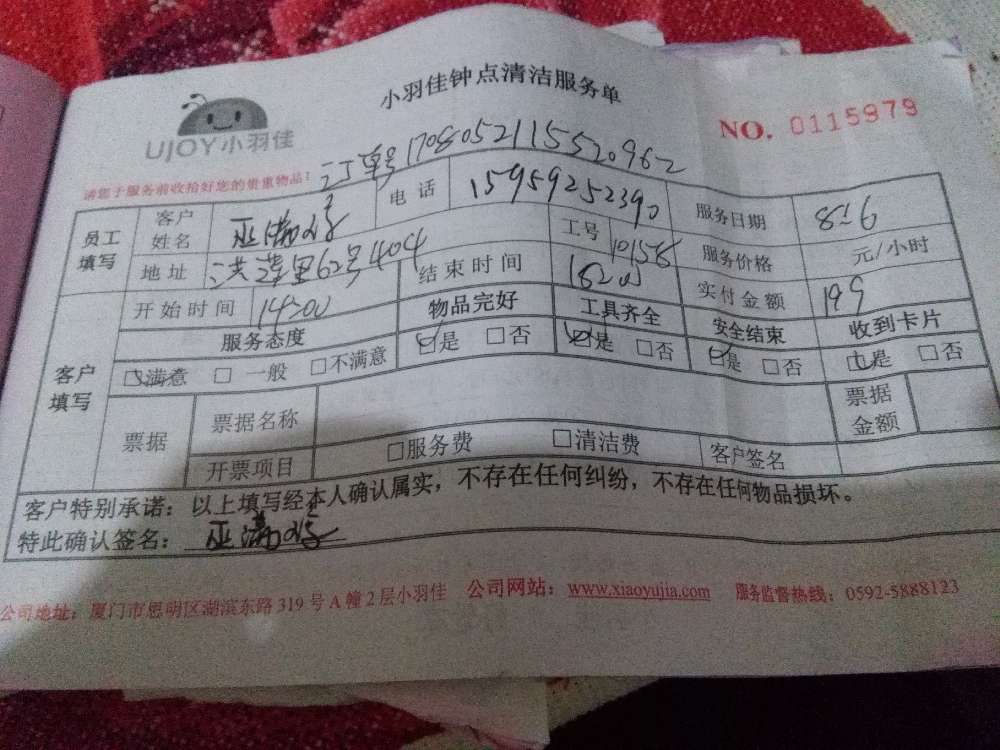 小羽佳钟点清洁服务单
UJOY小羽佳
NO. 0115979
请您于服务前收拾好您的贵重物品!
订单号17080521155520962
员工填写 客户姓名 电话 15959252390 服务日期 8 6
地址 洪莲里62号404 工号 服务价格 元/小时
客户填写 开始时间 1400 结束时间 实付金额 199
服务态度 物品完好 工具齐全 安全结束 收到卡片
☑满意 □ 一般 □不满意 ☑是 □否 ☑是 □否 ☑是 □否 ☑是 □否
票据 票据名称 票据金额
开票项目 □服务费 □清洁费 客户签名
客户特别承诺：以上填写经本人确认属实，不存在任何纠纷，不存在任何物品损坏。
特此确认签名：
公司地址：厦门市思明区湖滨东路319号A幢2层小羽佳 公司网站：www.xiaoyujia.com 服务监督热线：0592-5888123